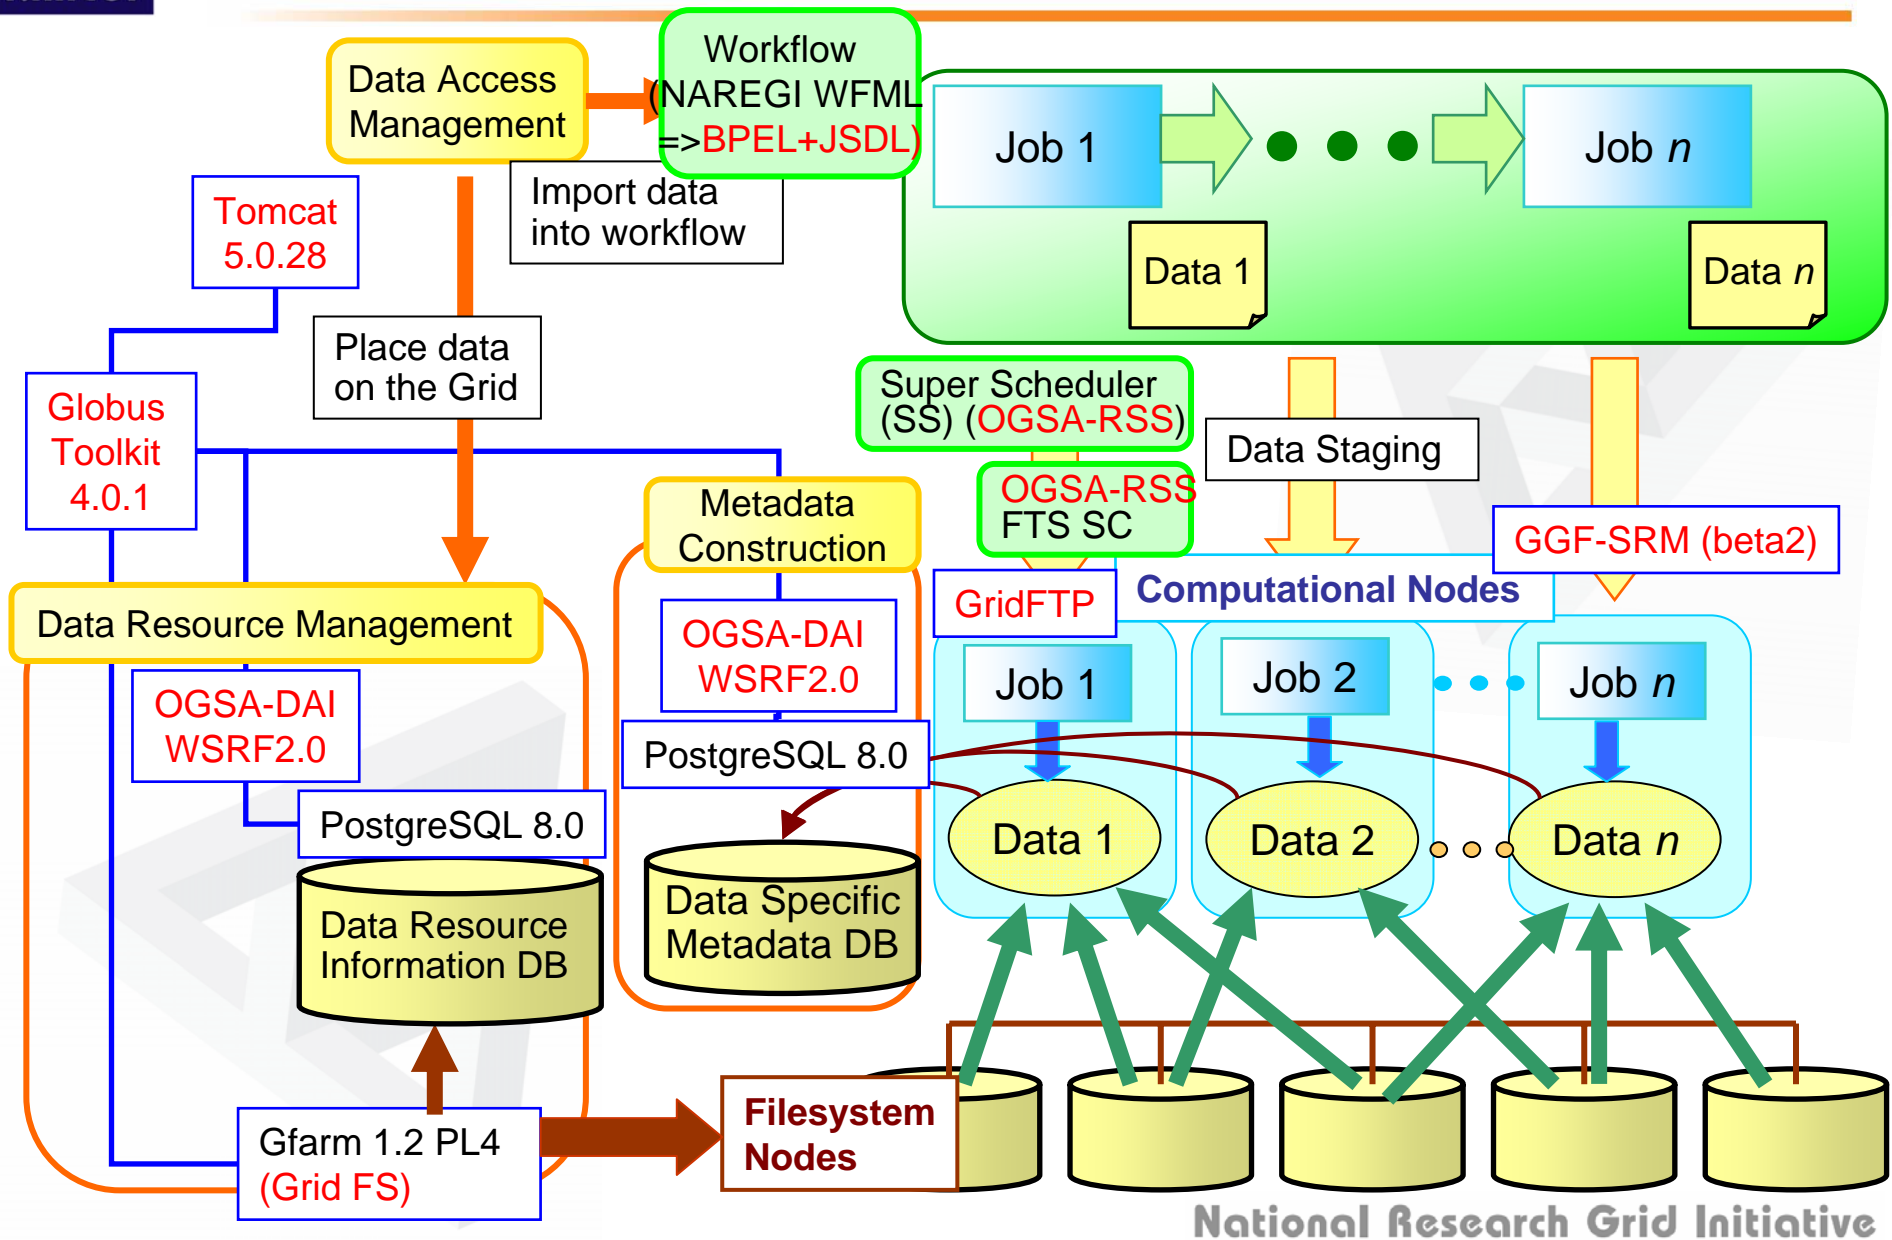 Data Access
Management
Workflow
(NAREGI WFML
=>BPEL+JSDL)
Import data
into workflow
Job 1
Job n
Data 1
Data n
Tomcat
5.0.28
Place data
on the Grid
Globus
Toolkit
4.0.1
Super Scheduler
(SS) (OGSA-RSS)
OGSA-RSS
FTS SC
Data Staging
GGF-SRM (beta2)
Metadata
Construction
GridFTP
Computational Nodes
Data Resource Management
OGSA-DAI
WSRF2.0
OGSA-DAI
WSRF2.0
PostgreSQL 8.0
PostgreSQL 8.0
Job 1
Job 2
Job n
Data 1
Data 2
Data n
Data Resource
Information DB
Data Specific
Metadata DB
Gfarm 1.2 PL4
(Grid FS)
Filesystem
Nodes
National Research Grid Initiative